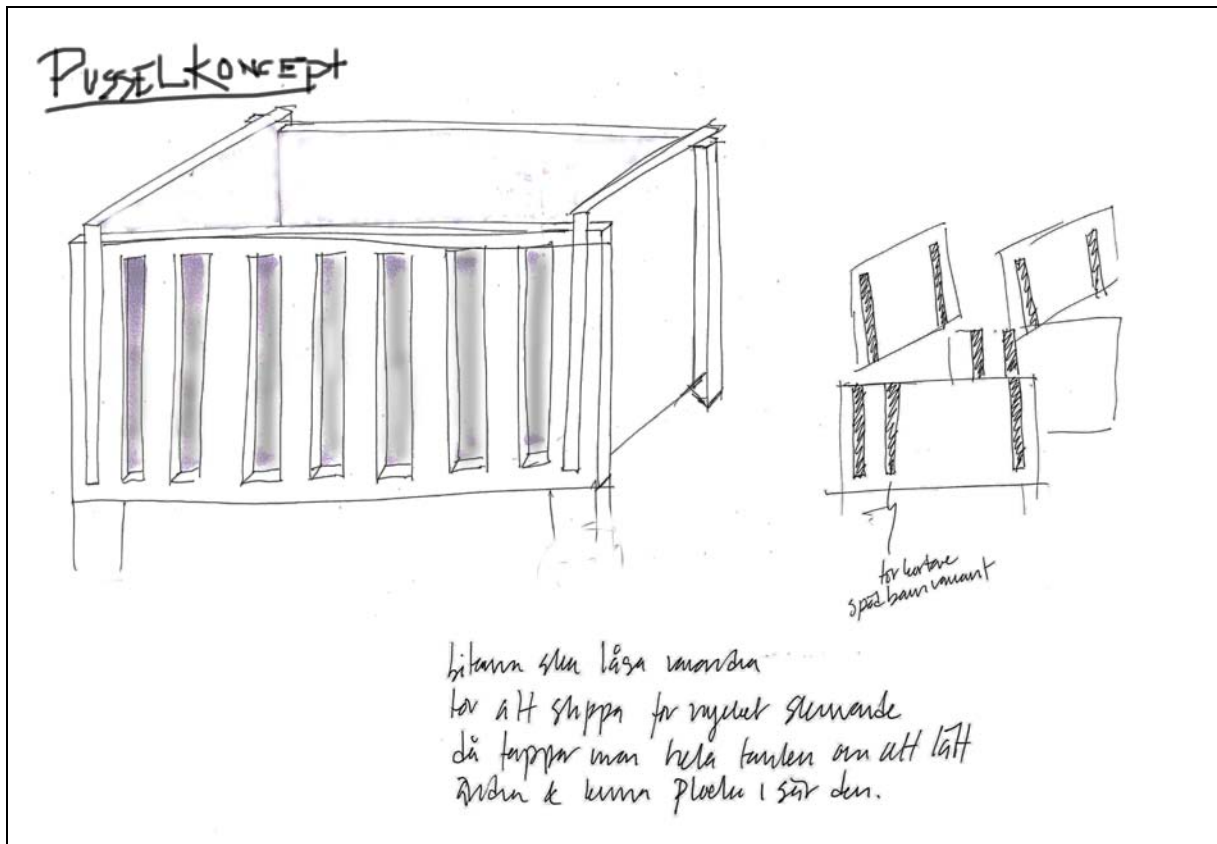 PUSSELKONCEPT
för kortare
spädbarnvariant
bitarna ska låsa varandra
för att slippa för mycket skruvande
då tappar man hela tanken om att lätt
ändra & kunna plocka isär den.